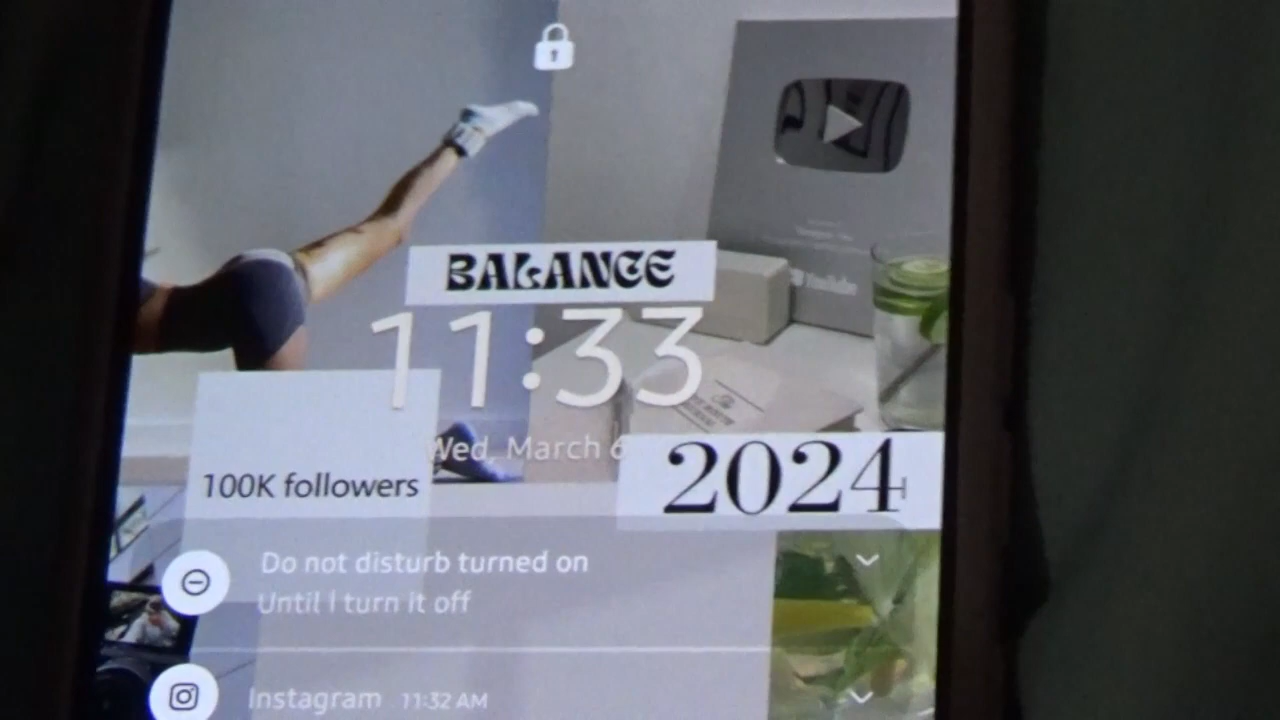 BALANCE
11:33
Wed, March 6
2024
100K followers
Do not disturb turned on
Until I turn it off
Instagram 11:32 AM
YouTube